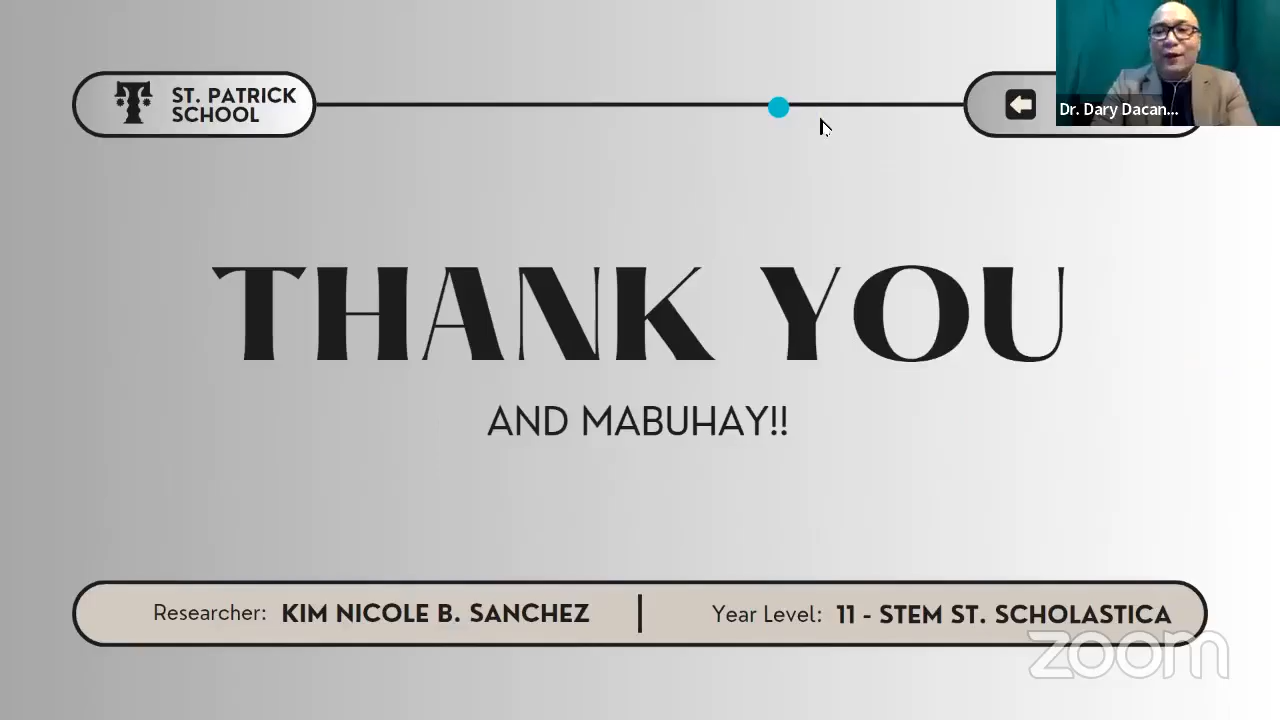 ST. PATRICK
SCHOOL
Dr. Dary Dacan...
THANK YOU
AND MABUHAY!!
Researcher: KIM NICOLE B. SANCHEZ
Year Level: 11 - STEM ST. SCHOLASTICA
zoom